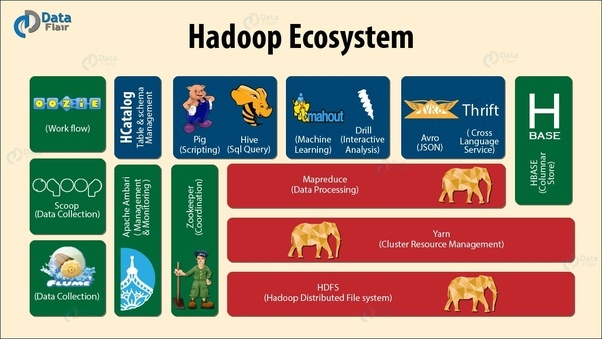 Data
Flair
Hadoop Ecosystem
OOZIE
(Work flow)
HCatalog
Table & schema
Management
Pig
(Scripting)
Hive
(Sql Query)
mahout
(Machine
Learning)
Drill
(Interactive
Analysis)
AVRO
Avro
(JSON)
Thrift
( Cross
Language
Service)
H
BASE
HBASE
(Columnar
Store)
sqoop
Scoop
(Data Collection)
Apache Ambari
( Management
& Monitoring)
Zookeeper
(Coordination)
Mapreduce
(Data Processing)
Yarn
(Cluster Resource Management)
FLUME
(Data Collection)
HDFS
(Hadoop Distributed File system)